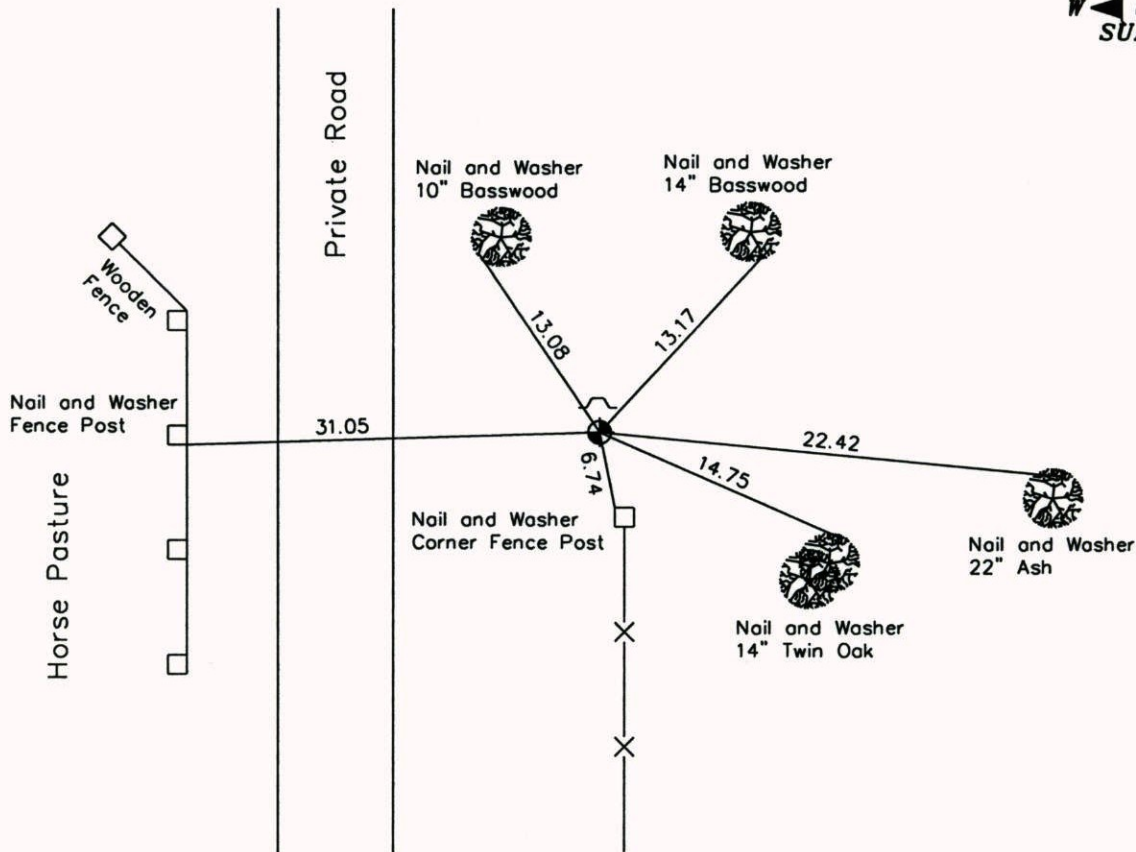 W
SU
Private Road
Nail and Washer
10" Basswood
Nail and Washer
14" Basswood
Wooden
Fence
13.08
13.17
Nail and Washer
Fence Post
31.05
22.42
14.75
6.74
Horse Pasture
Nail and Washer
Corner Fence Post
Nail and Washer
22" Ash
Nail and Washer
14" Twin Oak